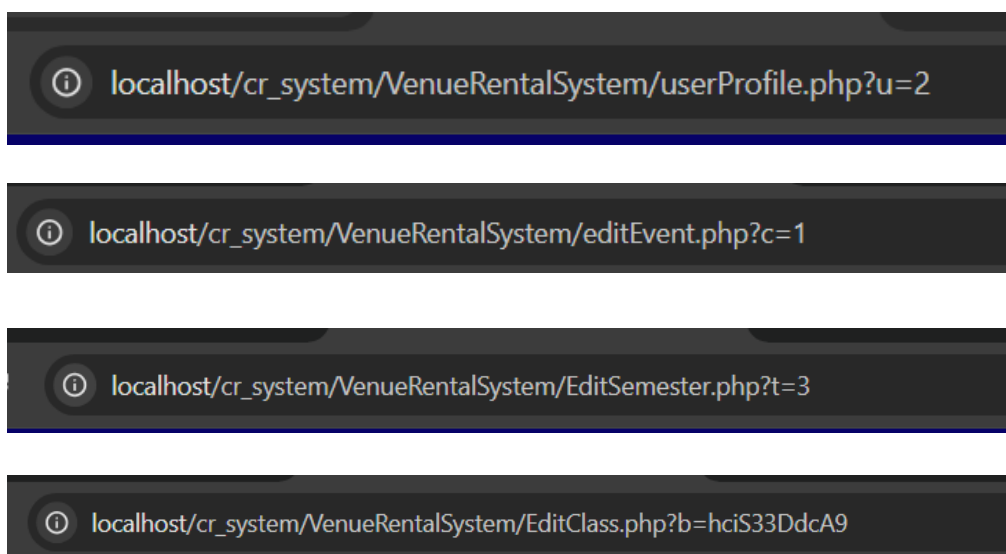 localhost/cr_system/VenueRentalSystem/userProfile.php?u=2
localhost/cr_system/VenueRentalSystem/editEvent.php?c=1
localhost/cr_system/VenueRentalSystem/EditSemester.php?t=3
localhost/cr_system/VenueRentalSystem/EditClass.php?b=hciS33DdcA9